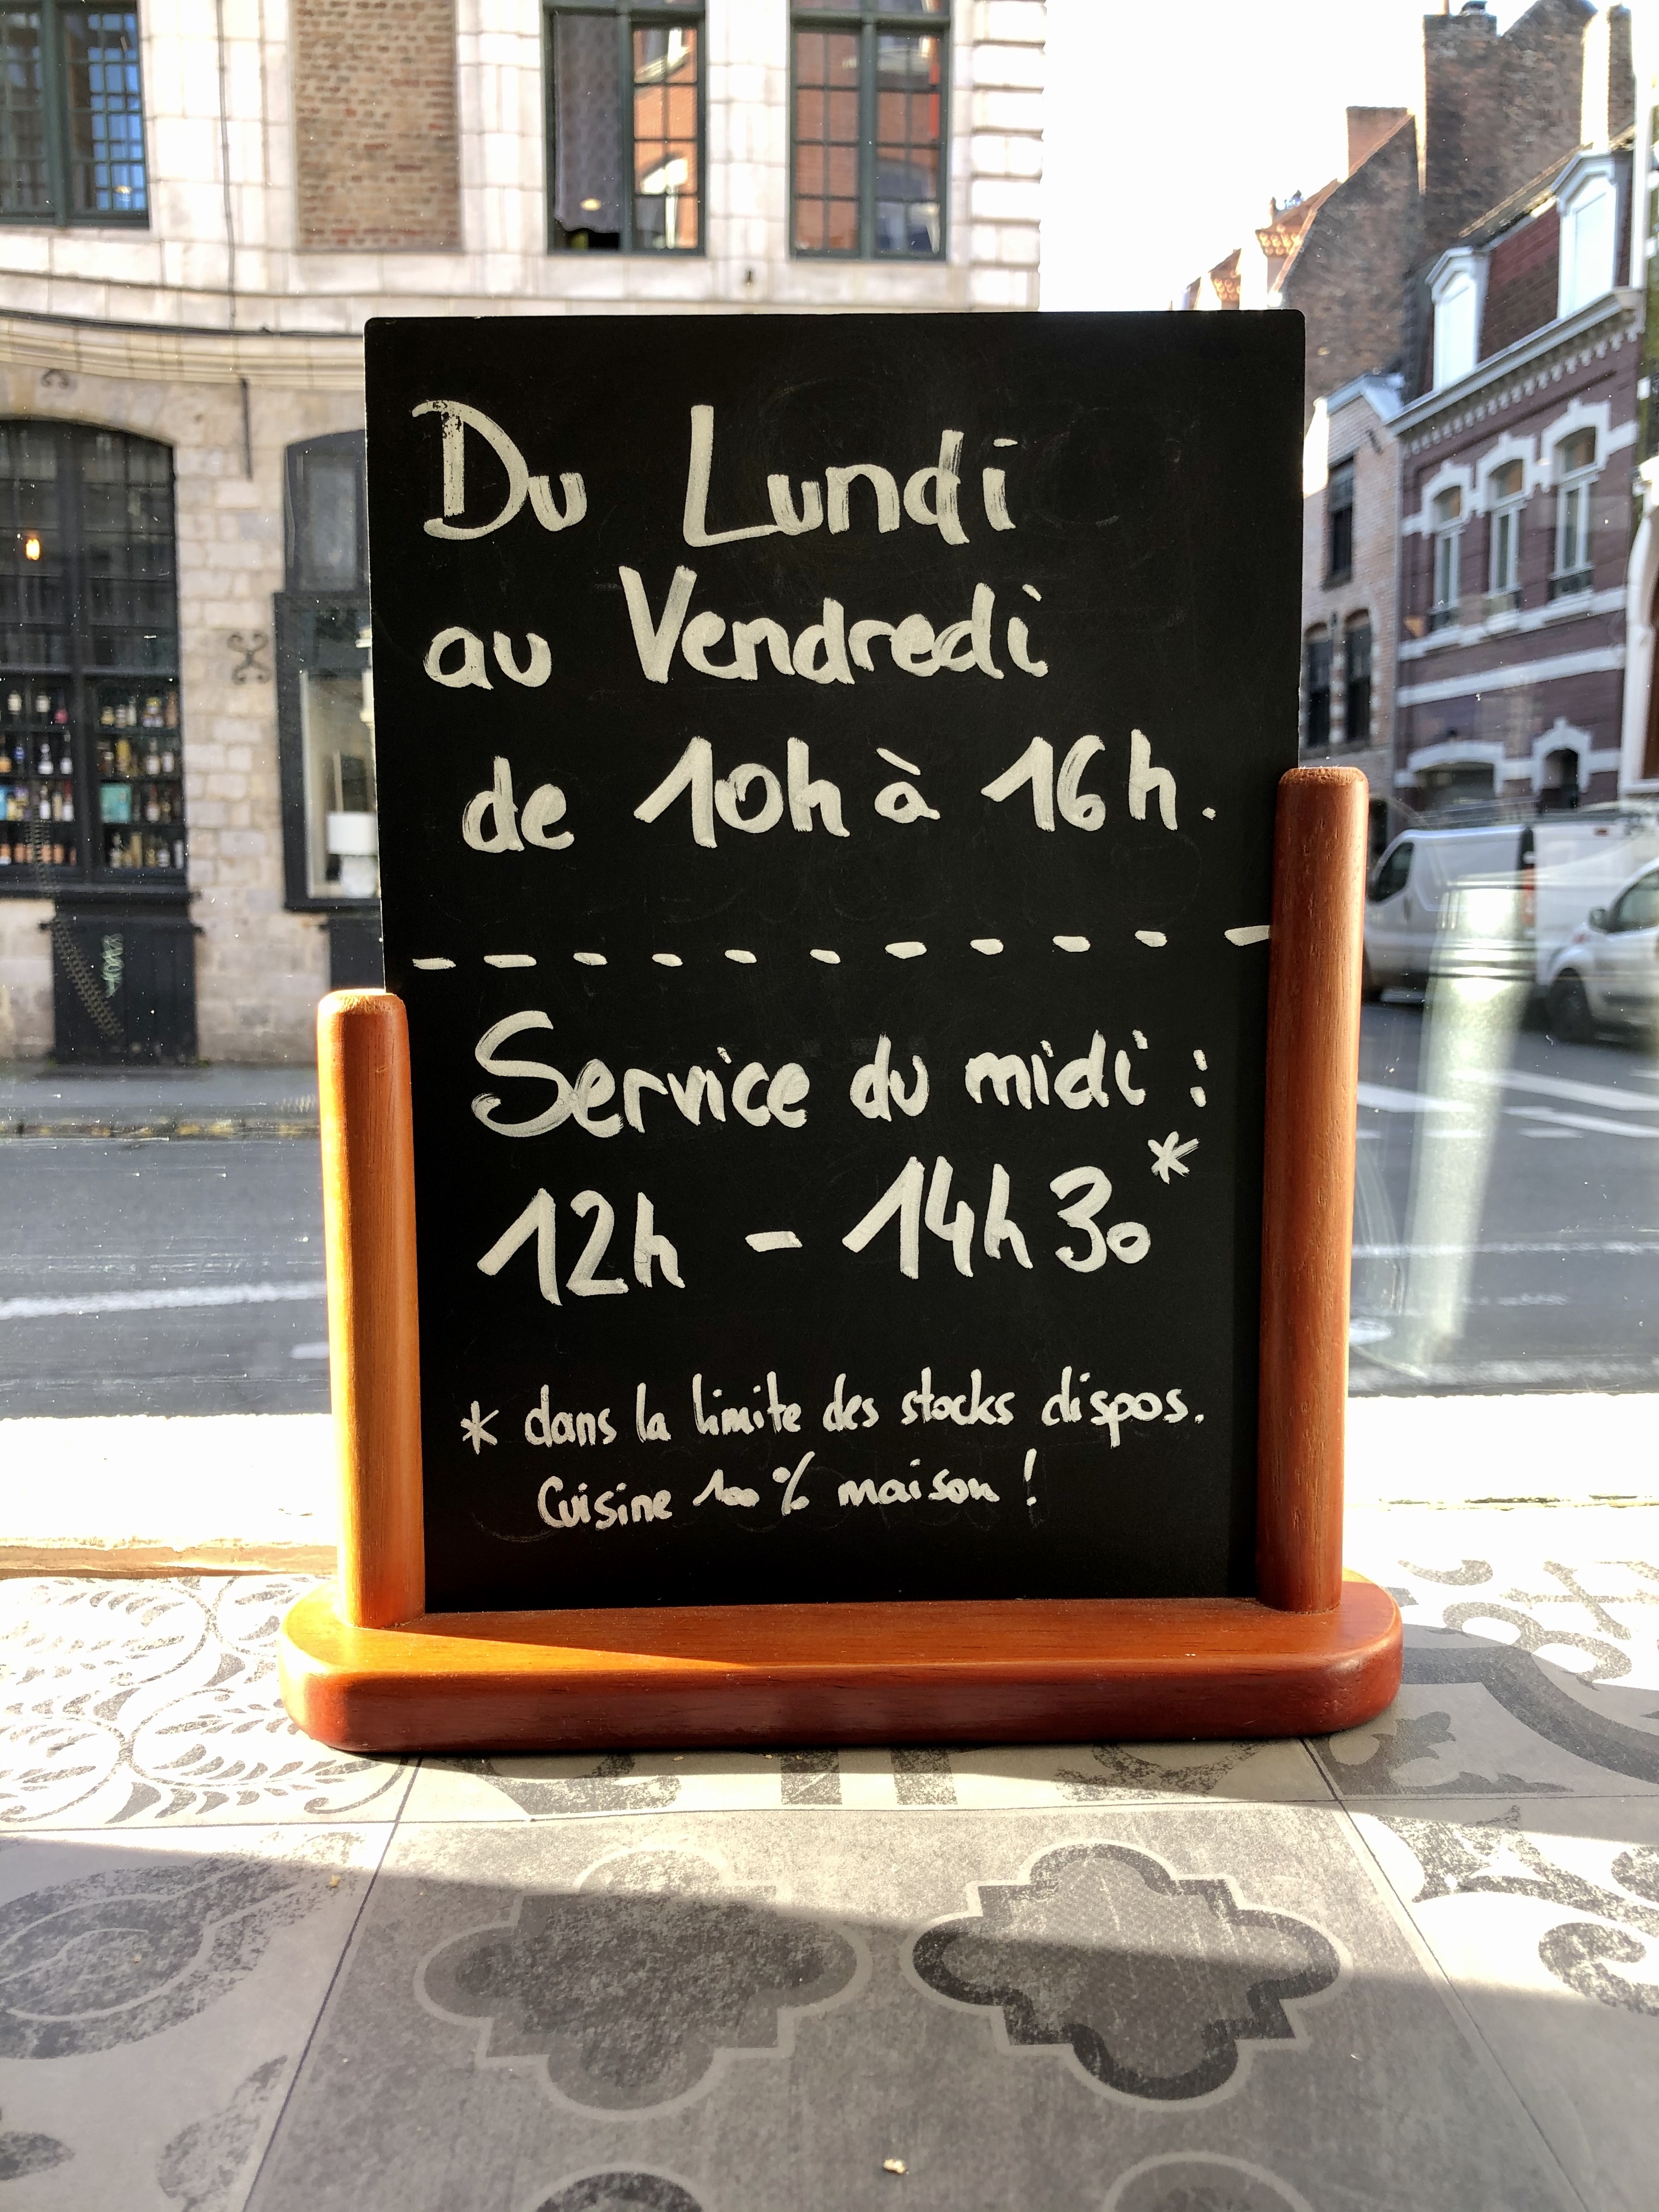 Du Lundi
au Vendredi
de 10h à 16h.
Service du midi :
12h - 14h30*
* dans la limite des stocks dispos.
Cuisine 100% maison !